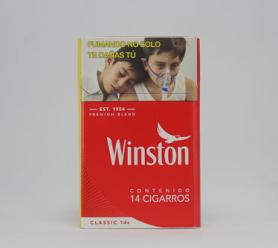 FUMANDO NO SOLO
TE DAÑAS TÚ
EST. 1954
PREMIUM BLEND
Winston
CONTENIDO
14 CIGARROS
CLASSIC 14s